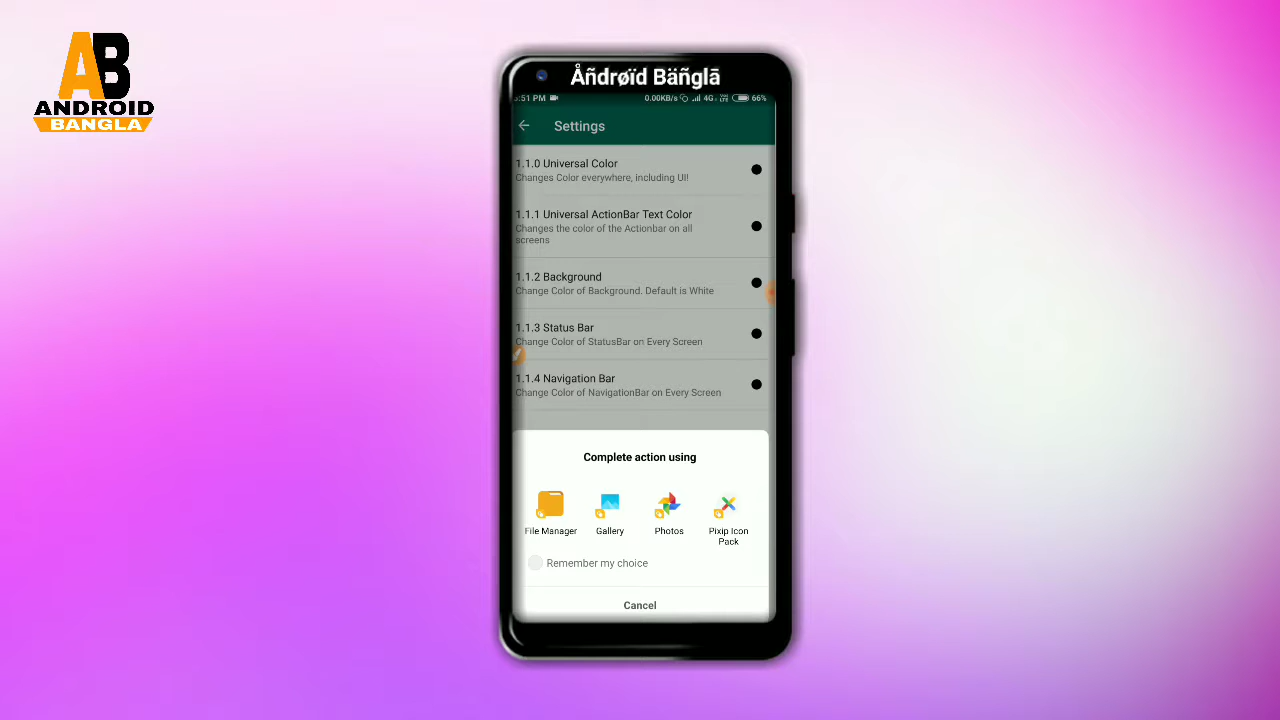 AB
ANDROID
BANGLA
Åñdrøïd Bäñglā
:51 PM 0.00KB/s 4G 66%
Settings
1.1.0 Universal Color
Changes Color everywhere, including UI!
1.1.1 Universal ActionBar Text Color
Changes the color of the Actionbar on all
screens
1.1.2 Background
Change Color of Background. Default is White
1.1.3 Status Bar
Change Color of StatusBar on Every Screen
1.1.4 Navigation Bar
Change Color of NavigationBar on Every Screen
Complete action using
File Manager Gallery Photos Pixip Icon
Pack
Remember my choice
Cancel